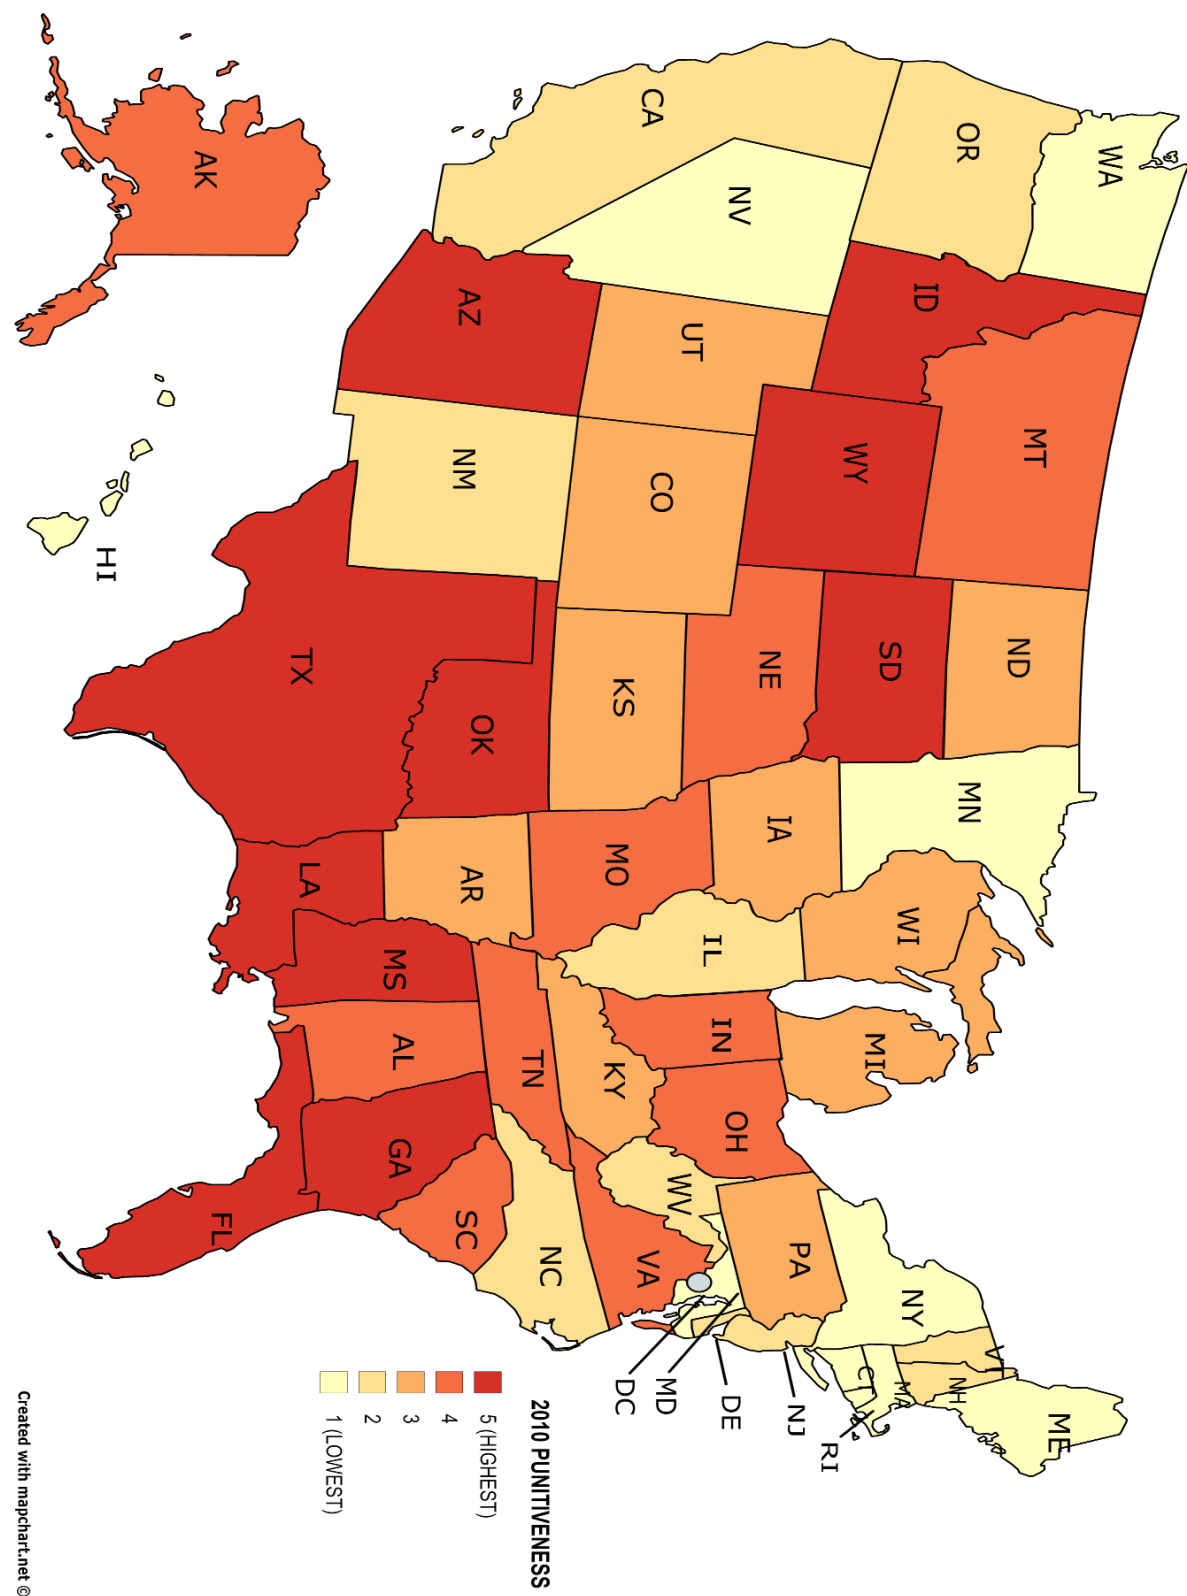 WA
MT
ND
MN
ME
OR
ID
SD
WI
VT
NH
NY
MA
CT
RI
WY
MI
NE
IA
PA
NJ
NV
UT
IL
IN
OH
DE
MD
DC
CA
CO
KS
MO
KY
WV
VA
AZ
NM
OK
AR
TN
NC
SC
TX
LA
MS
AL
GA
FL
AK
HI
2010 PUNITIVENESS
5 (HIGHEST)
4
3
2
1 (LOWEST)
Created with mapchart.net ©